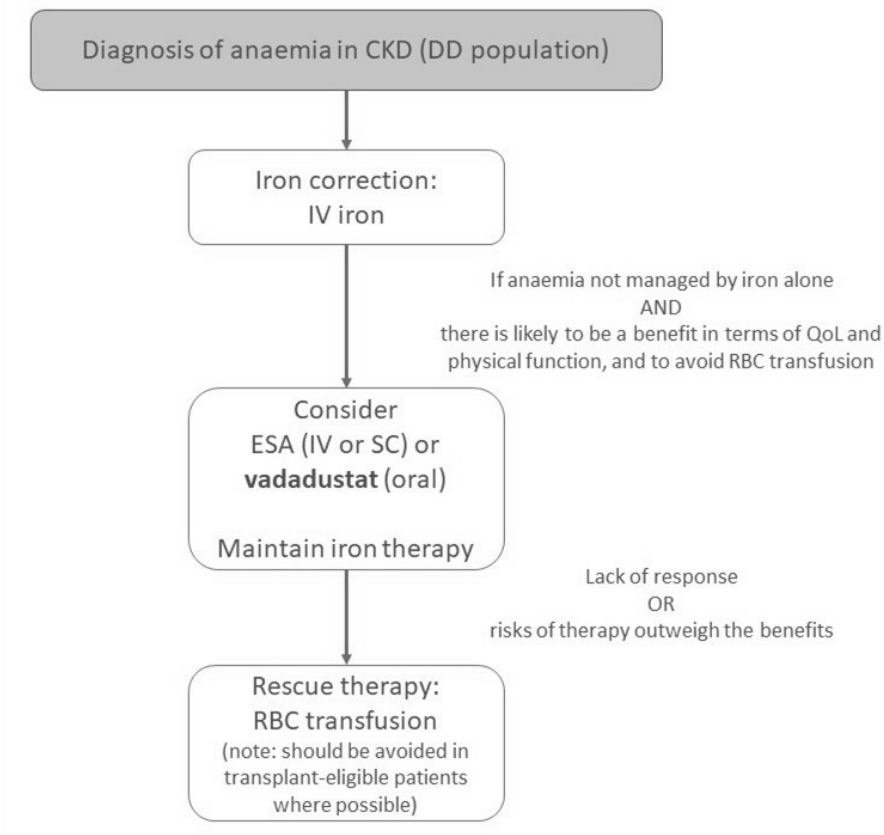 Diagnosis of anaemia in CKD (DD population)
Iron correction:
IV iron
If anaemia not managed by iron alone
AND
there is likely to be a benefit in terms of QoL and
physical function, and to avoid RBC transfusion
Consider
ESA (IV or SC) or
vadadustat (oral)
Maintain iron therapy
Lack of response
OR
risks of therapy outweigh the benefits
Rescue therapy:
RBC transfusion
(note: should be avoided in
transplant-eligible patients
where possible)